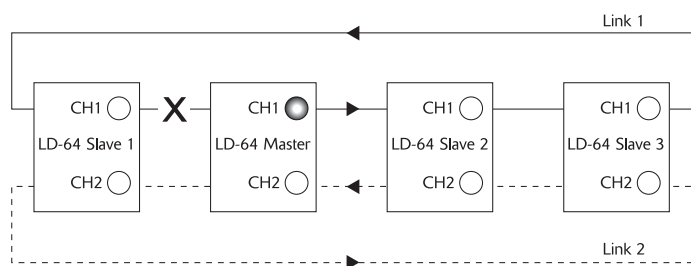 Link 1
CH1 X CH1 CH1 CH1
LD-64 Slave 1 LD-64 Master LD-64 Slave 2 LD-64 Slave 3
CH2 CH2 CH2 CH2
Link 2